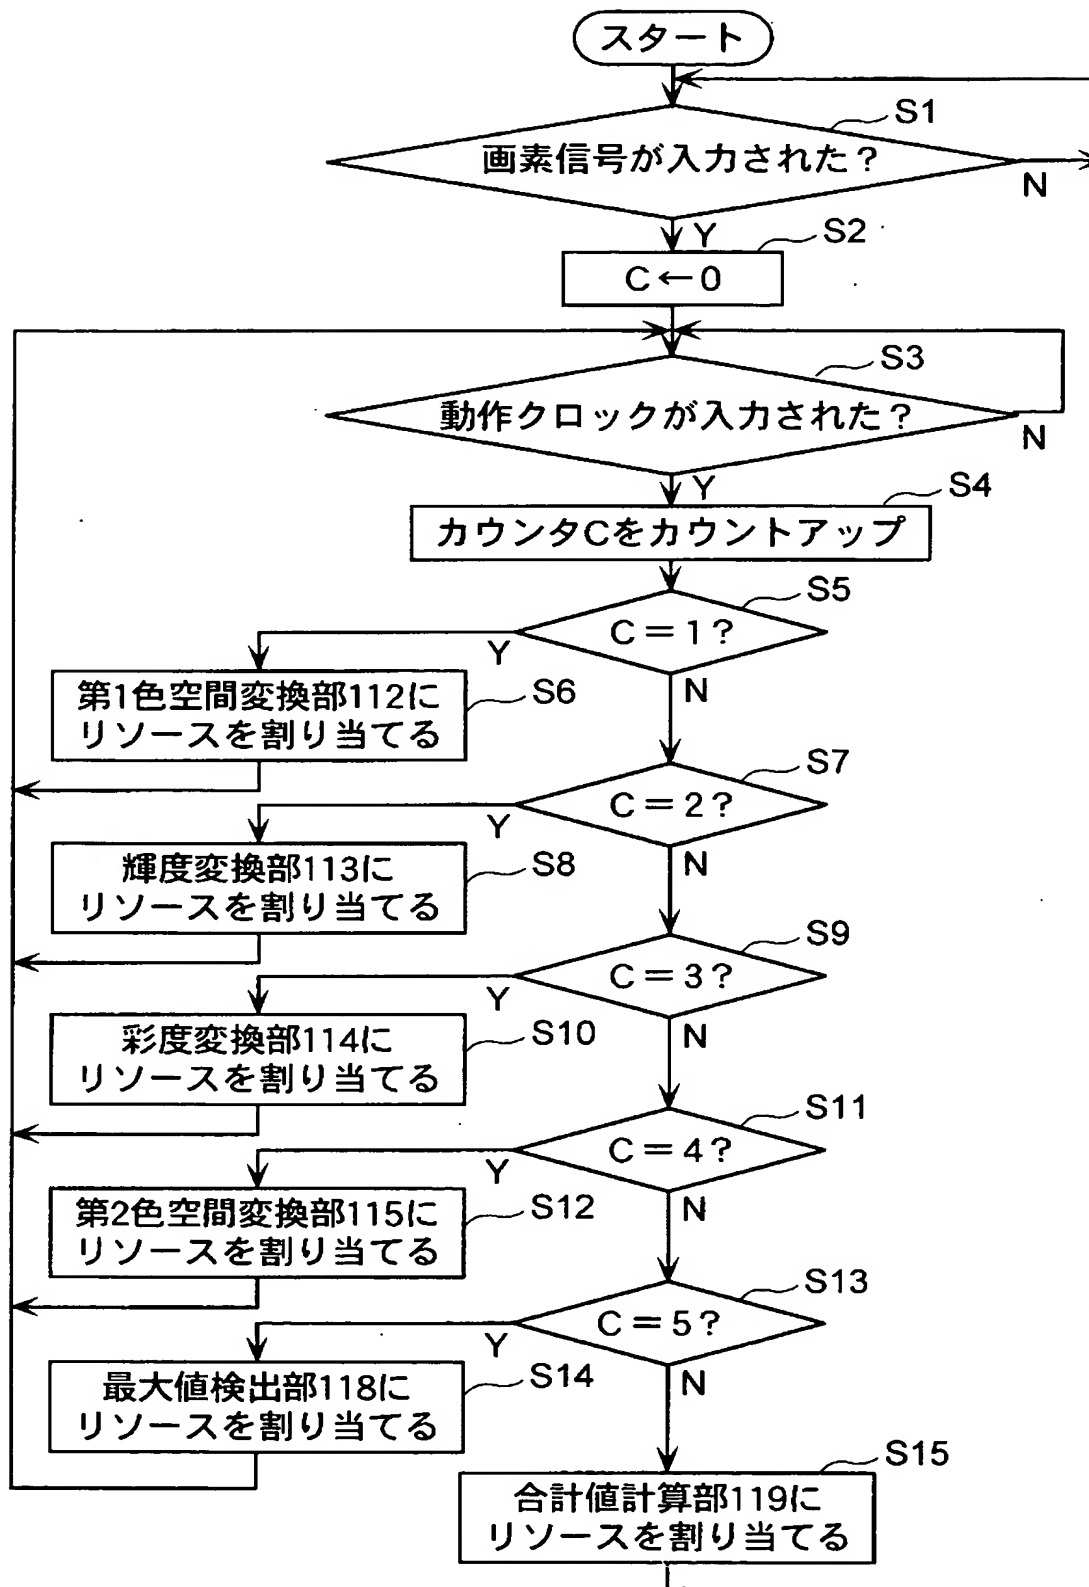 スタート
S1
画素信号が入力された？
N
Y
S2
C←0
S3
動作クロックが入力された？
N
Y
S4
カウンタCをカウントアップ
S5
C＝1？
Y
N
第1色空間変換部112に
リソースを割り当てる
S6
S7
C＝2？
Y
N
輝度変換部113に
リソースを割り当てる
S8
S9
C＝3？
Y
N
彩度変換部114に
リソースを割り当てる
S10
S11
C＝4？
Y
N
第2色空間変換部115に
リソースを割り当てる
S12
S13
C＝5？
Y
N
最大値検出部118に
リソースを割り当てる
S14
S15
合計値計算部119に
リソースを割り当てる